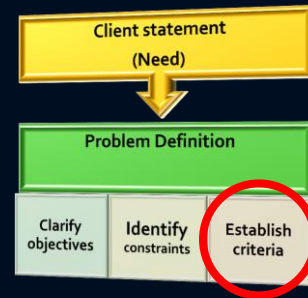 Client statement
(Need)
Problem Definition
Clarify
objectives
Identify
constraints
Establish
criteria